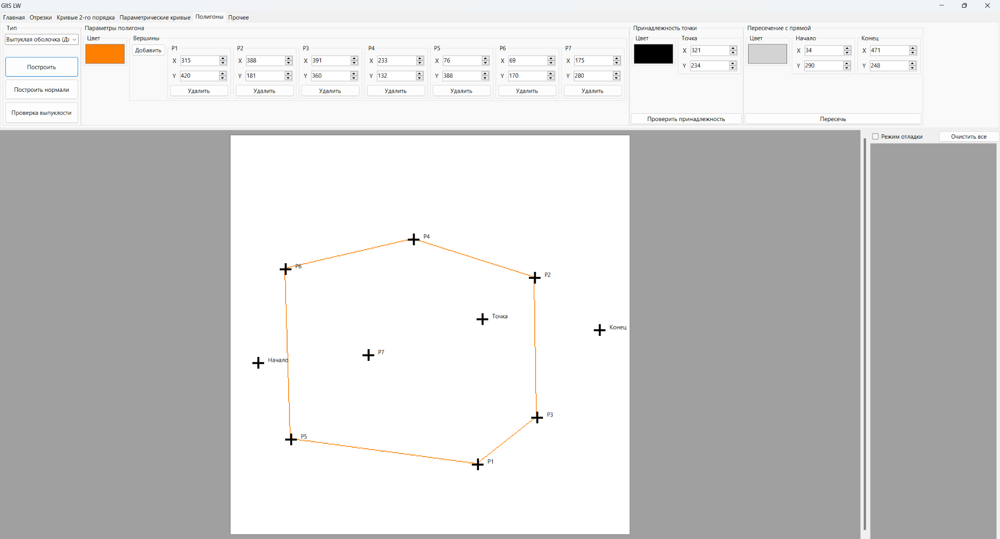 GIIS LW
Главная Отрезки Кривые 2-го порядка Параметрические кривые Полигоны Прочее
Тип Параметры полигона Принадлежность точки Пересечение с прямой
Выпуклая оболочка (Дж Цвет Вершины Цвет Точка Цвет Начало Конец
Добавить P1 P2 P3 P4 P5 P6 P7
X 315 X 388 X 391 X 233 X 76 X 69 X 175 X 321 X 34 X 471
Y 420 Y 181 Y 360 Y 132 Y 388 Y 170 Y 280 Y 234 Y 290 Y 248
Построить
Построить нормали Удалить Удалить Удалить Удалить Удалить Удалить Удалить
Проверка выпуклости Проверить принадлежность Пересечь
Режим отладки Очистить все
P4
P6
P2
Точка
Конец
P7
Начало
P3
P5
P1